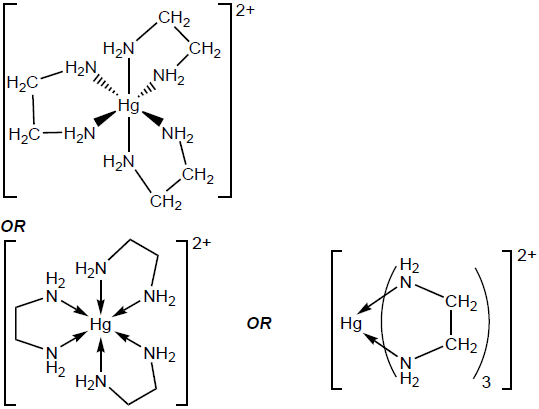 2+
CH₂
H₂N
CH₂
H₂N
NH₂
H₂C
Hg
H₂C
H₂N
NH₂
H₂N
CH₂
CH₂
OR
2+
H₂N
H₂
N
NH₂
Hg
N
H₂
NH₂
H₂N
OR
2+
H₂
N
CH₂
Hg
CH₂
N
H₂
3